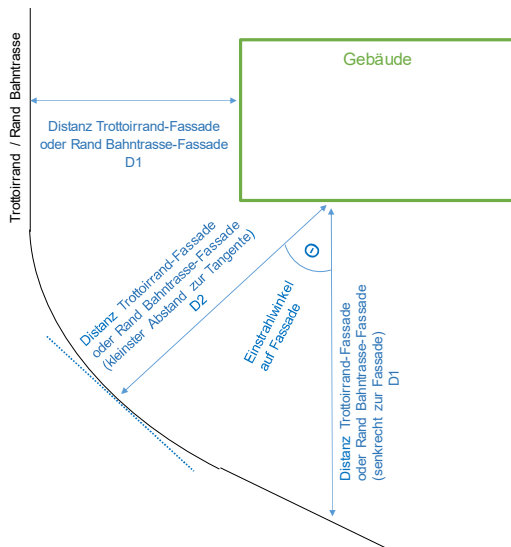 Trottoirrand / Rand Bahntrasse
Gebäude
Distanz Trottoirrand-Fassade
oder Rand Bahntrasse-Fassade
D1
Distanz Trottoirrand-Fassade
oder Rand Bahntrasse-Fassade
(kleinster Abstand zur Tangente)
D2
Θ
Einstrahlwinkel
auf Fassade
Distanz Trottoirrand-Fassade
oder Rand Bahntrasse-Fassade
(senkrecht zur Fassade)
D1